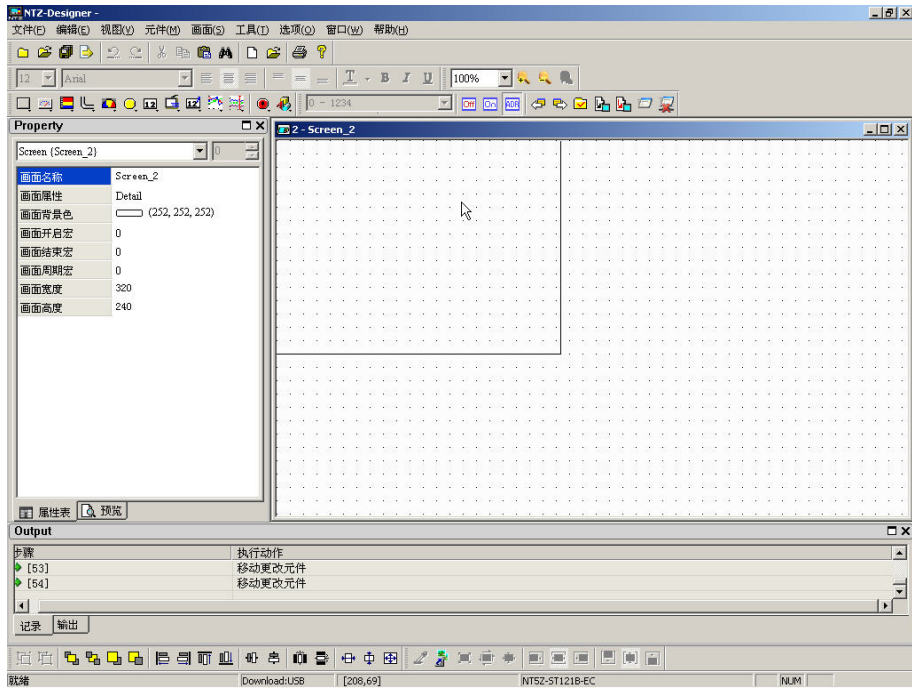 NTZ-Designer -
文件(F) 编辑(E) 视图(V) 元件(M) 画面(S) 工具(T) 选项(O) 窗口(W) 帮助(H)
12 Arial 100%
0 - 1234 Off On ADR
Property
2 - Screen_2
Screen {Screen_2} 0
画面名称 Screen_2
画面属性 Detail
画面背景色 (252, 252, 252)
画面开启宏 0
画面结束宏 0
画面周期宏 0
画面宽度 320
画面高度 240
属性表 预览
Output
步骤 执行动作
[53] 移动更改元件
[54] 移动更改元件
记录 输出
就绪 Download:USB [208,69] NT5Z-ST121B-EC NUM